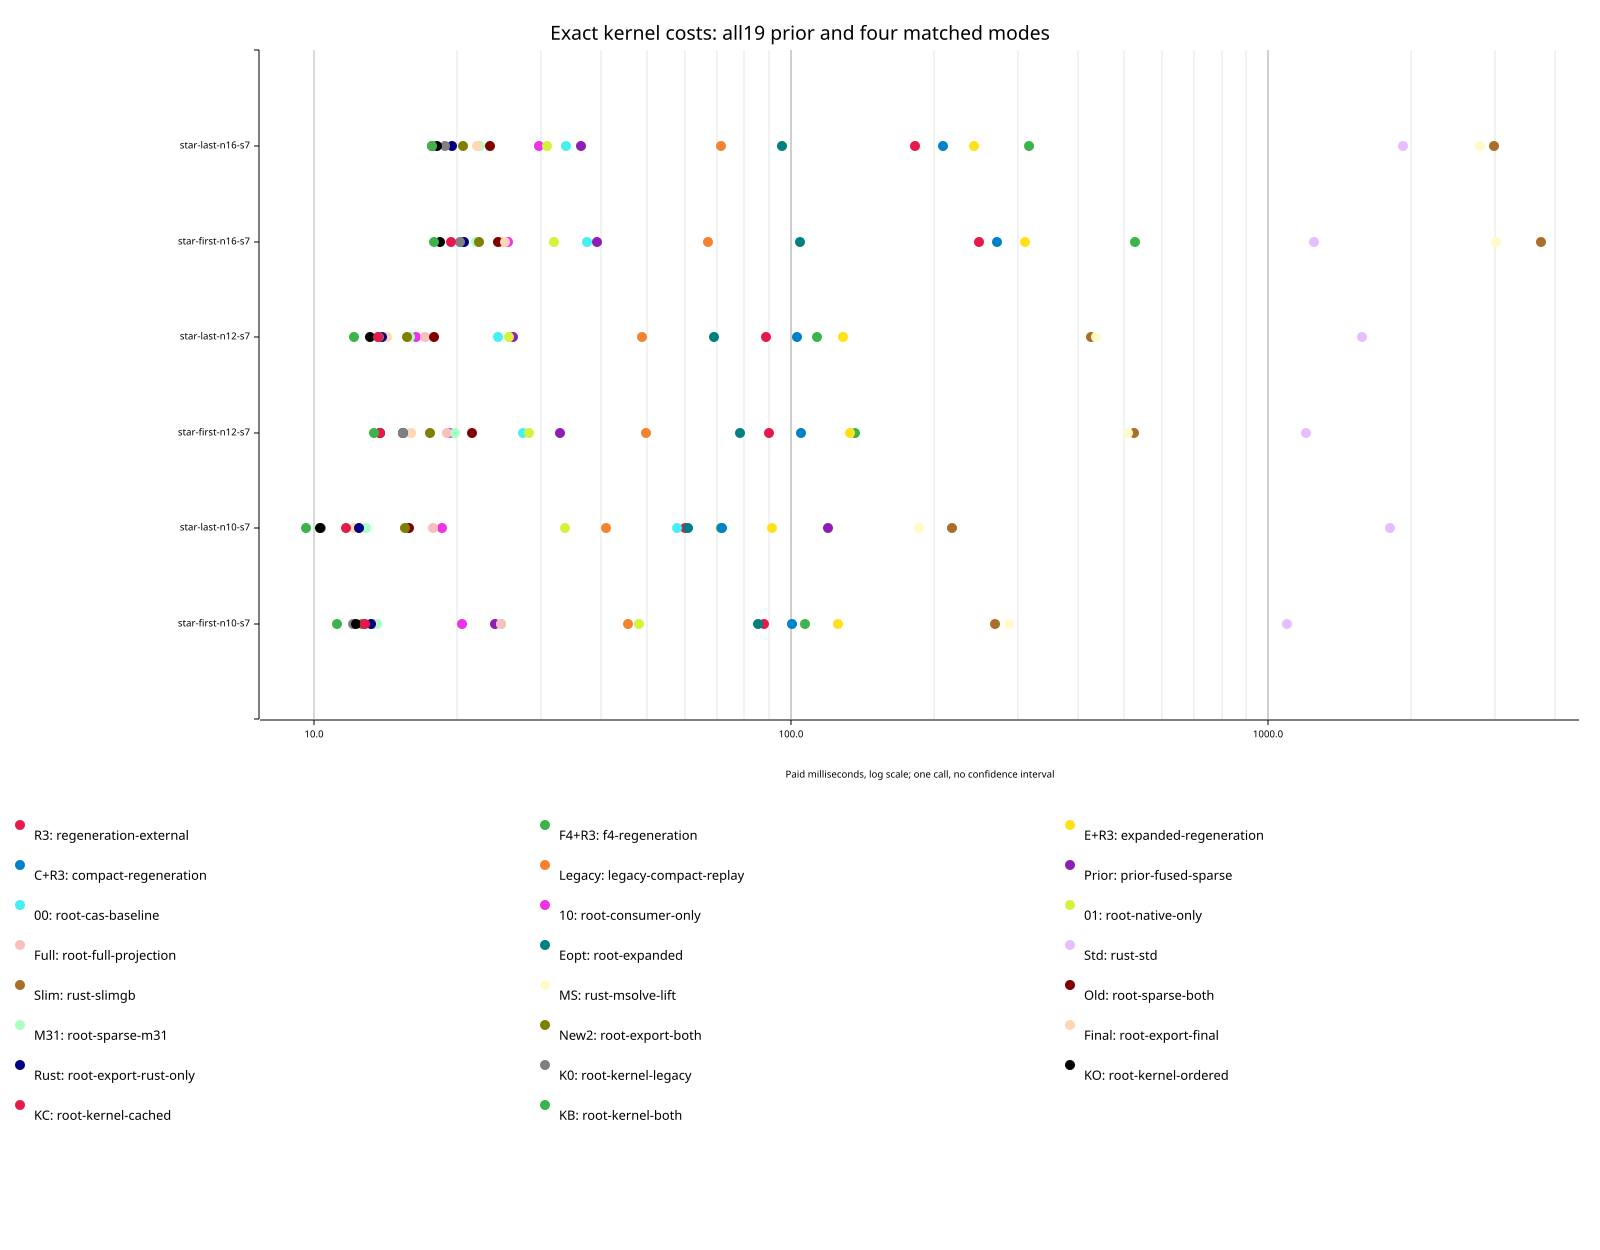 Exact kernel costs: all19 prior and four matched modes
star-last-n16-s7
star-first-n16-s7
star-last-n12-s7
star-first-n12-s7
star-last-n10-s7
star-first-n10-s7
10.0 100.0 1000.0
Paid milliseconds, log scale; one call, no confidence interval
R3: regeneration-external F4+R3: f4-regeneration E+R3: expanded-regeneration
C+R3: compact-regeneration Legacy: legacy-compact-replay Prior: prior-fused-sparse
00: root-cas-baseline 10: root-consumer-only 01: root-native-only
Full: root-full-projection Eopt: root-expanded Std: rust-std
Slim: rust-slimgb MS: rust-msolve-lift Old: root-sparse-both
M31: root-sparse-m31 New2: root-export-both Final: root-export-final
Rust: root-export-rust-only K0: root-kernel-legacy KO: root-kernel-ordered
KC: root-kernel-cached KB: root-kernel-both